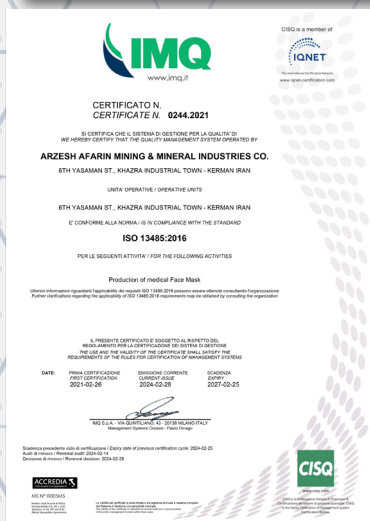 CISQ is a member of
IMQ
www.imq.it
IQNET
The International Certification Network
www.iqnet-certification.com
CERTIFICATO N.
CERTIFICATE N. 0244.2021
SI CERTIFICA CHE IL SISTEMA DI GESTIONE PER LA QUALITA' DI
WE HEREBY CERTIFY THAT THE QUALITY MANAGEMENT SYSTEM OPERATED BY
ARZESH AFARIN MINING & MINERAL INDUSTRIES CO.
6TH YASAMAN ST., KHAZRA INDUSTRIAL TOWN - KERMAN IRAN
UNITA' OPERATIVE / OPERATIVE UNITS
6TH YASAMAN ST., KHAZRA INDUSTRIAL TOWN - KERMAN IRAN
E' CONFORME ALLA NORMA / IS IN COMPLIANCE WITH THE STANDARD
ISO 13485:2016
PER LE SEGUENTI ATTIVITA' / FOR THE FOLLOWING ACTIVITIES
Production of medical Face Mask
Ulteriori informazioni riguardanti l'applicabilità dei requisiti ISO 13485:2016 possono essere ottenute consultando l'organizzazione
Further clarifications regarding the applicability of ISO 13485:2016 requirements may be obtained by consulting the organization
IL PRESENTE CERTIFICATO E' SOGGETTO AL RISPETTO DEL
REGOLAMENTO PER LA CERTIFICAZIONE DEI SISTEMI DI GESTIONE
THE USE AND THE VALIDITY OF THE CERTIFICATE SHALL SATISFY THE
REQUIREMENTS OF THE RULES FOR CERTIFICATION OF MANAGEMENT SYSTEMS
DATE: PRIMA CERTIFICAZIONE EMISSIONE CORRENTE SCADENZA
FIRST CERTIFICATION CURRENT ISSUE EXPIRY
2021-02-26 2024-02-28 2027-02-25
IMQ S.p.A. - VIA QUINTILIANO, 43 - 20138 MILANO ITALY
Management Systems Division - Flavio Ornago
Scadenza precedente ciclo di certificazione / Expiry date of previous certification cycle: 2024-02-25
Audit di rinnovo / Renewal audit: 2024-02-14
Decisione di rinnovo / Renewal decision: 2024-02-28
ACCREDIA
MS N° 0005MS
CISQ
www.cisq.com